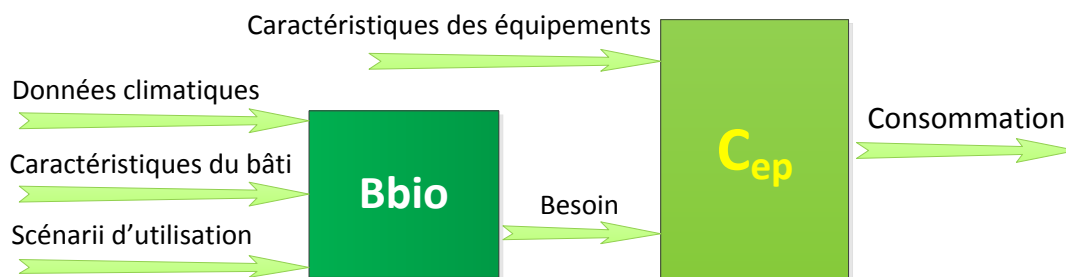 Caractéristiques des équipements
Données climatiques
Caractéristiques du bâti
Scénarii d'utilisation
Bbio
Besoin
Cep
Consommation